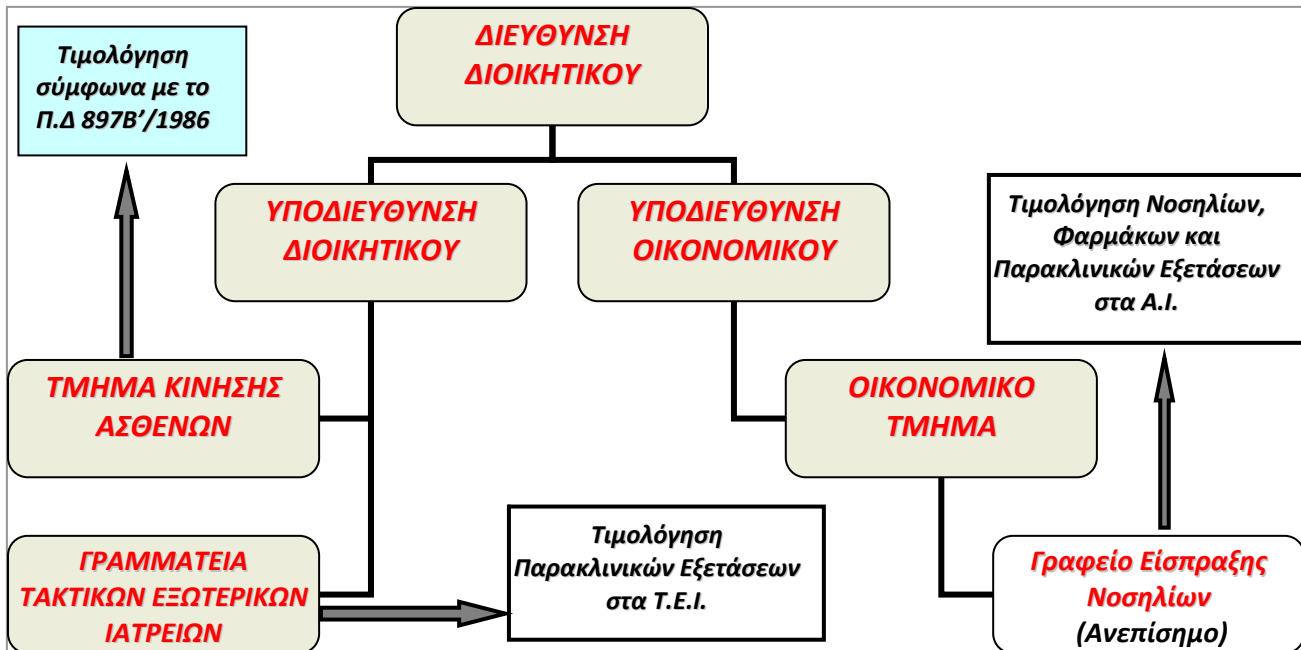 Τιμολόγηση
σύμφωνα με το
Π.Δ 897Β’/1986
ΔΙΕΥΘΥΝΣΗ
ΔΙΟΙΚΗΤΙΚΟΥ
ΥΠΟΔΙΕΥΘΥΝΣΗ
ΔΙΟΙΚΗΤΙΚΟΥ
ΥΠΟΔΙΕΥΘΥΝΣΗ
ΟΙΚΟΝΟΜΙΚΟΥ
Τιμολόγηση Νοσηλίων,
Φαρμάκων και
Παρακλινικών Εξετάσεων
στα Α.Ι.
ΤΜΗΜΑ ΚΙΝΗΣΗΣ
ΑΣΘΕΝΩΝ
ΟΙΚΟΝΟΜΙΚΟ
ΤΜΗΜΑ
ΓΡΑΜΜΑΤΕΙΑ
ΤΑΚΤΙΚΩΝ ΕΞΩΤΕΡΙΚΩΝ
ΙΑΤΡΕΙΩΝ
Τιμολόγηση
Παρακλινικών Εξετάσεων
στα Τ.Ε.Ι.
Γραφείο Είσπραξης
Νοσηλίων
(Ανεπίσημο)